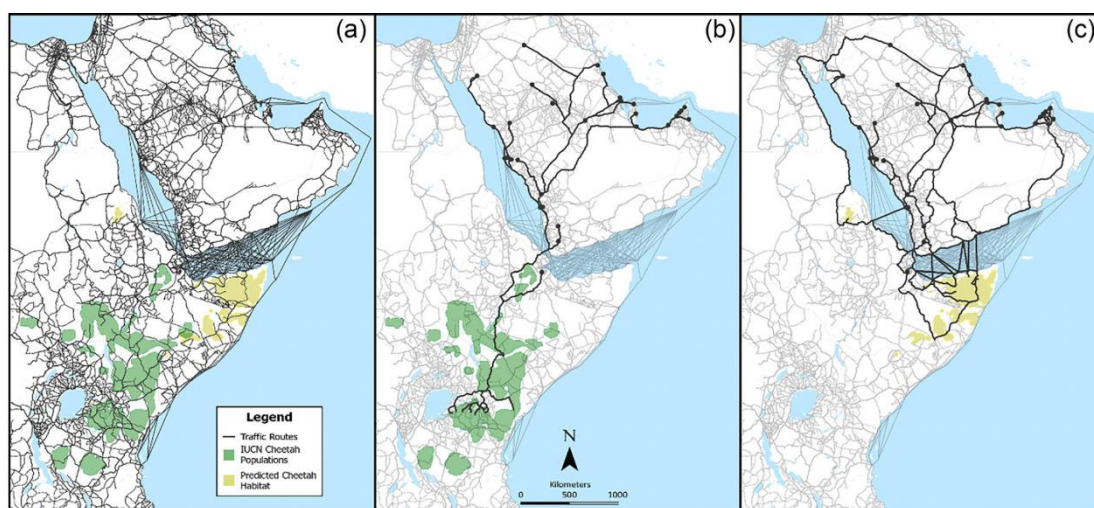 (a)
(b)
(c)
Legend
Traffic Routes
IUCN Cheetah
Populations
Predicted Cheetah
Habitat
N
Kilometers
0 500 1000